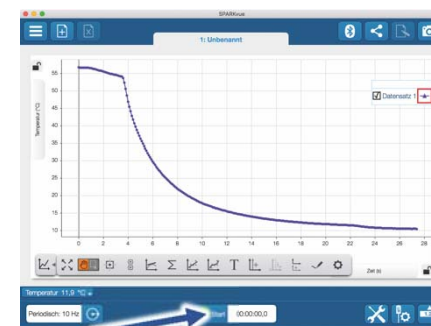 SPARKvue
1: Unbenannt
Temperatur (°C)
55
50
45
40
35
30
25
20
15
10
Datensatz 1
0
2
4
6
8
10
12
14
16
18
20
22
24
26
28
Σ
T
Zeit (s)
Temperatur 11,9 °C
Periodisch: 10 Hz
Start
00:00:00,0